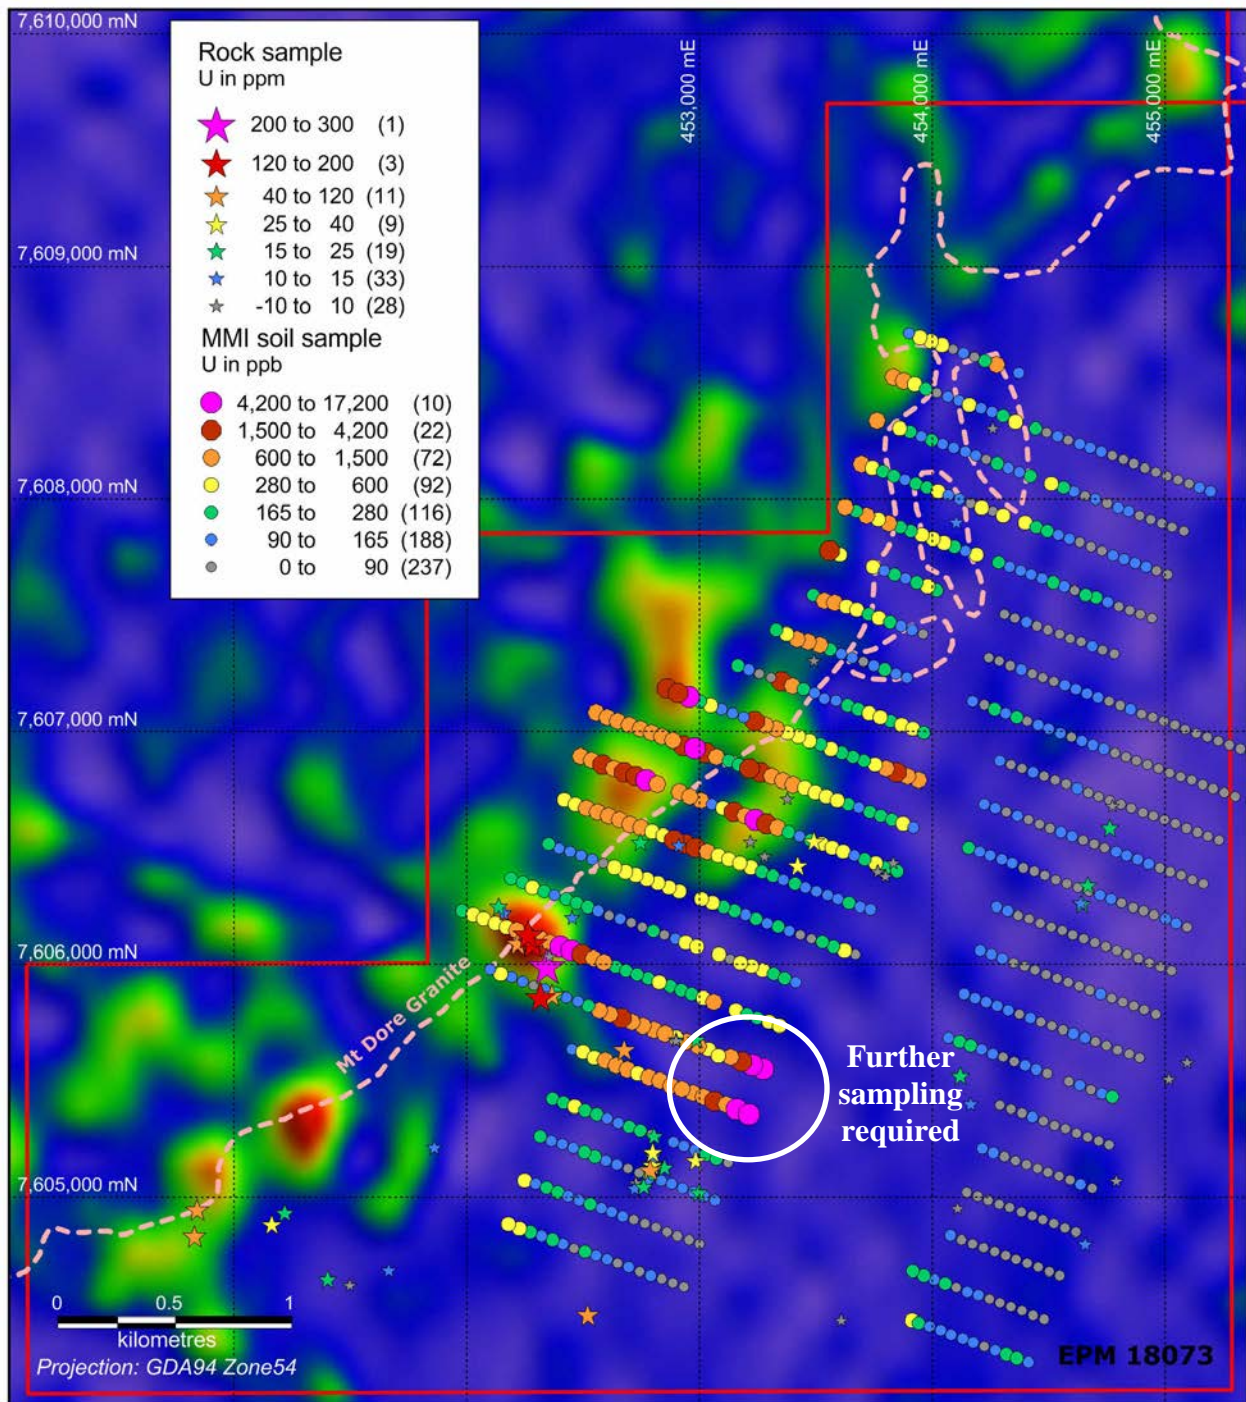 7,610,000 mN
Rock sample
U in ppm
200 to 300 (1)
120 to 200 (3)
40 to 120 (11)
25 to 40 (9)
15 to 25 (19)
10 to 15 (33)
-10 to 10 (28)
MMI soil sample
U in ppb
4,200 to 17,200 (10)
1,500 to 4,200 (22)
600 to 1,500 (72)
280 to 600 (92)
165 to 280 (116)
90 to 165 (188)
0 to 90 (237)
453,000 mE
454,000 mE
455,000 mE
7,609,000 mN
7,608,000 mN
7,607,000 mN
7,606,000 mN
Mt Dore Granite
Further
sampling
required
7,605,000 mN
0 0.5 1
kilometres
Projection: GDA94 Zone54
EPM 18073